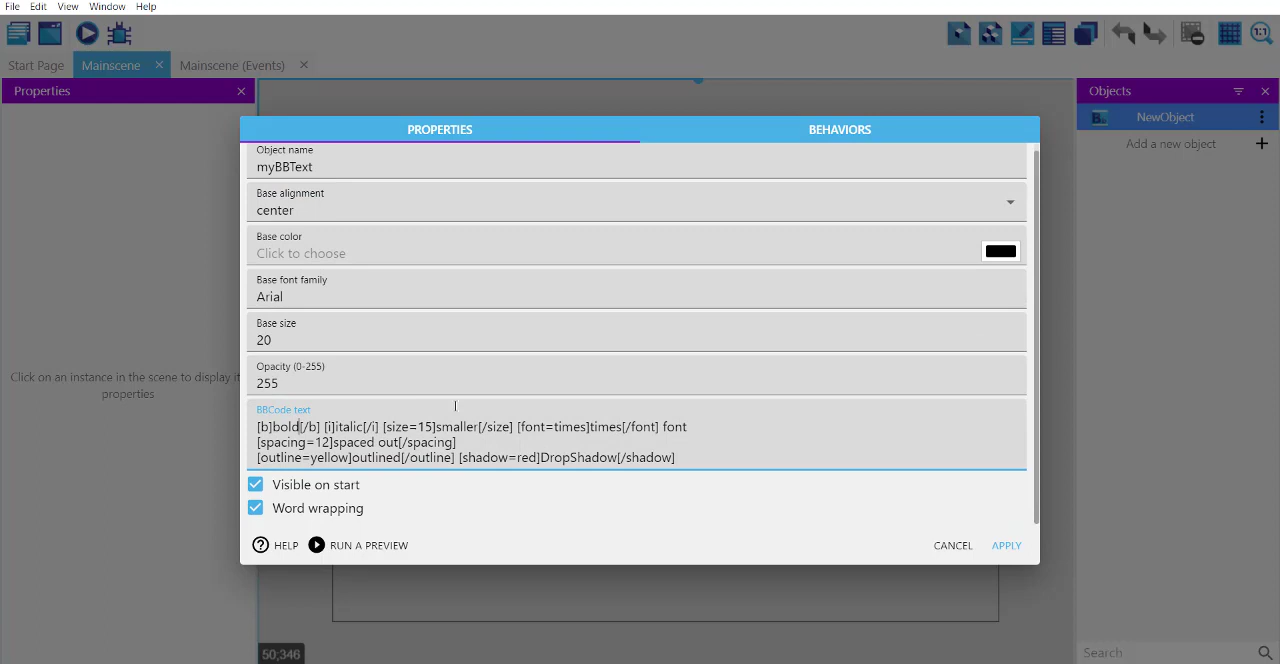 File Edit View Window Help
Start Page Mainscene × Mainscene (Events) ×
Properties ×
Objects ×
NewObject
Add a new object +
PROPERTIES BEHAVIORS
Object name
myBBText
Base alignment
center
Base color
Click to choose
Base font family
Arial
Base size
20
Opacity (0-255)
255
BBCode text
[b]bold[/b] [i]italic[/i] [size=15]smaller[/size] [font=times]times[/font] font
[spacing=12]spaced out[/spacing]
[outline=yellow]outlined[/outline] [shadow=red]DropShadow[/shadow]
Visible on start
Word wrapping
? HELP RUN A PREVIEW CANCEL APPLY
Click on an instance in the scene to display it
properties
50;346
Search
1:1